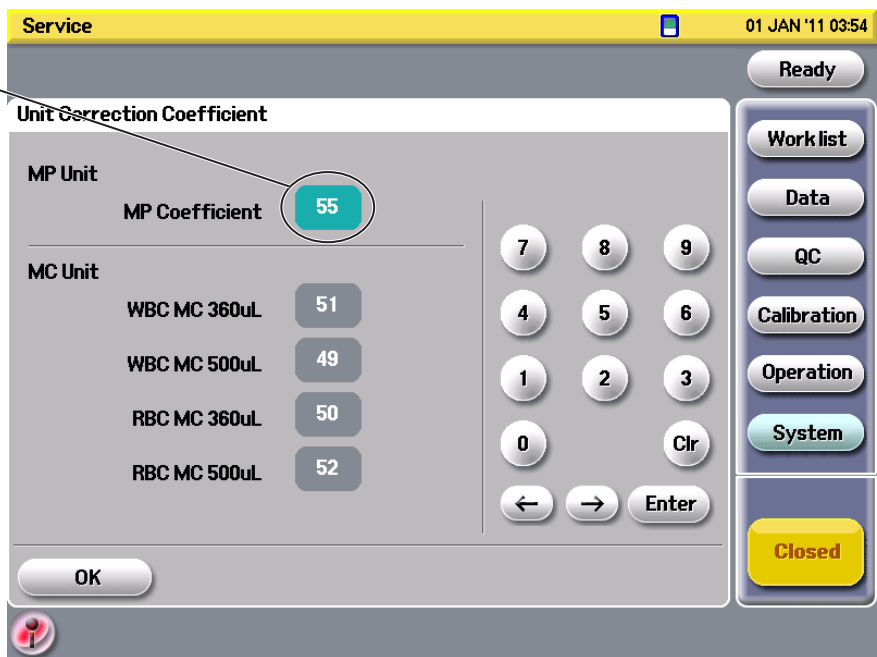 Service 01 JAN '11 03:54
Ready
Unit Correction Coefficient
MP Unit
MP Coefficient 55
MC Unit
WBC MC 360uL 51
WBC MC 500uL 49
RBC MC 360uL 50
RBC MC 500uL 52
7 8 9
4 5 6
1 2 3
0 Clr
← → Enter
OK
Work list
Data
QC
Calibration
Operation
System
Closed